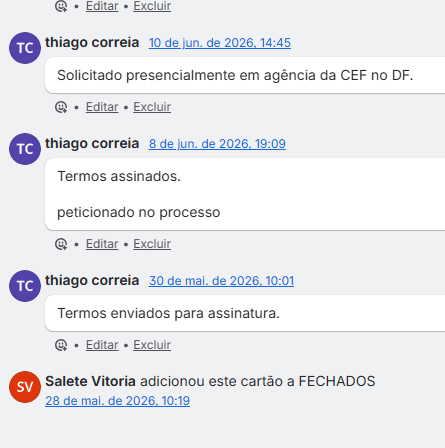 • Editar • Excluir
TC thiago correia 10 de jun. de 2026, 14:45
Solicitado presencialmente em agência da CEF no DF.
• Editar • Excluir
TC thiago correia 8 de jun. de 2026, 19:09
Termos assinados.
peticionado no processo
• Editar • Excluir
TC thiago correia 30 de mai. de 2026, 10:01
Termos enviados para assinatura.
• Editar • Excluir
SV Salete Vitoria adicionou este cartão a FECHADOS
28 de mai. de 2026, 10:19